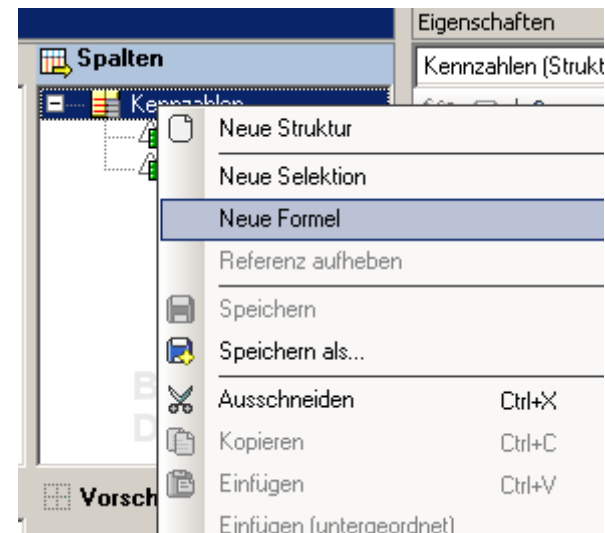 Eigenschaften
Spalten
Kennzahlen (Strukt
Kennzahlen
Neue Struktur
Neue Selektion
Neue Formel
Referenz aufheben
Speichern
Speichern als...
Ausschneiden Ctrl+X
Kopieren Ctrl+C
Einfügen Ctrl+V
Vorsch
Einfügen (untergeordnet)